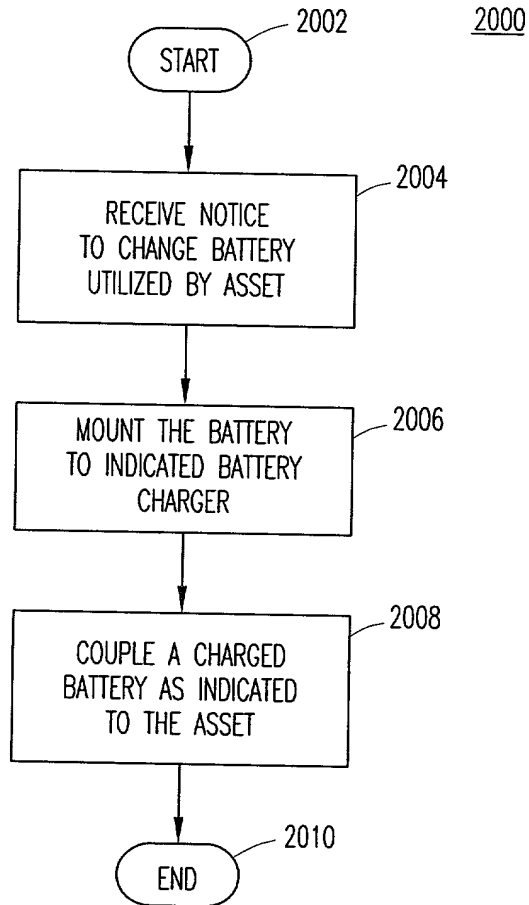 2002
2000
START
2004
RECEIVE NOTICE
TO CHANGE BATTERY
UTILIZED BY ASSET
2006
MOUNT THE BATTERY
TO INDICATED BATTERY
CHARGER
2008
COUPLE A CHARGED
BATTERY AS INDICATED
TO THE ASSET
2010
END